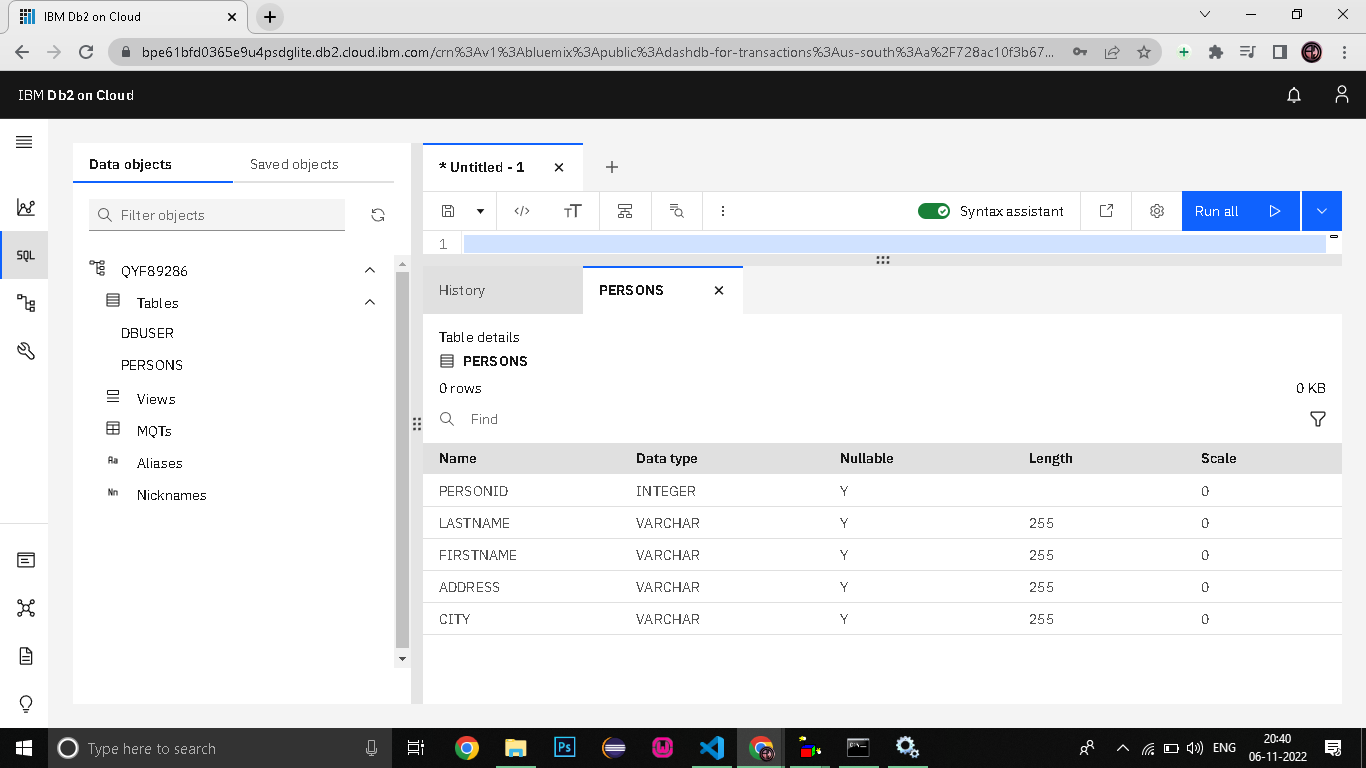 IBM Db2 on Cloud
bpe61bfd0365e9u4psdglite.db2.cloud.ibm.com/crn%3Av1%3Abluemix%3Apublic%3Adashdb-for-transactions%3Aus-south%3Aa%2F728ac10f3b67...
IBM Db2 on Cloud
Data objects Saved objects
* Untitled - 1
Filter objects
Syntax assistant Run all
SQL
1
QYF89286
Tables
DBUSER
PERSONS
Views
MQTs
Aa Aliases
Nn Nicknames
History PERSONS
Table details
PERSONS
0 rows 0 KB
Find
Name Data type Nullable Length Scale
PERSONID INTEGER Y 0
LASTNAME VARCHAR Y 255 0
FIRSTNAME VARCHAR Y 255 0
ADDRESS VARCHAR Y 255 0
CITY VARCHAR Y 255 0
Type here to search
Ps
ENG
20:40
06-11-2022